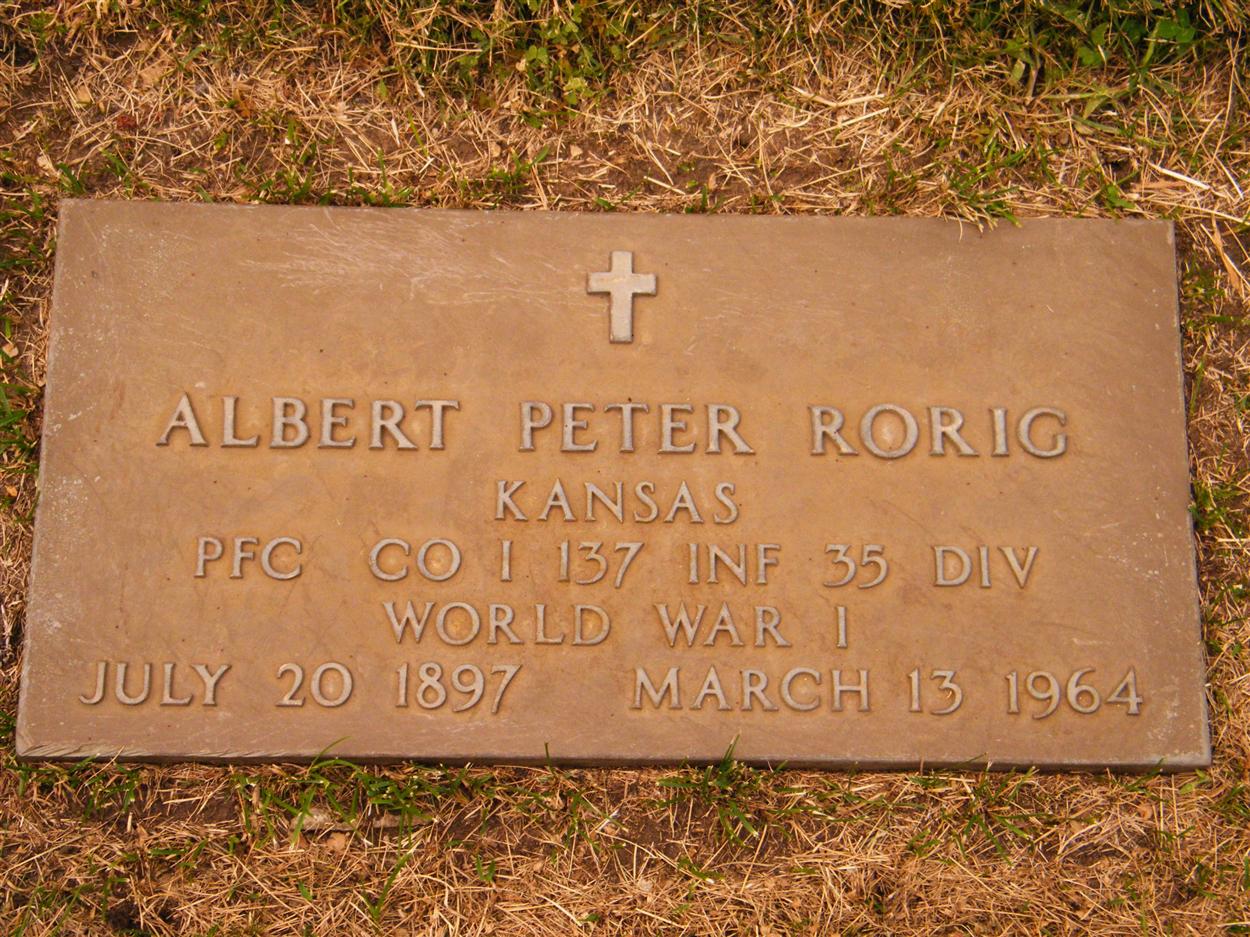 ALBERT PETER RORIG
KANSAS
PFC CO I 137 INF 35 DIV
WORLD WAR I
JULY 20 1897 MARCH 13 1964